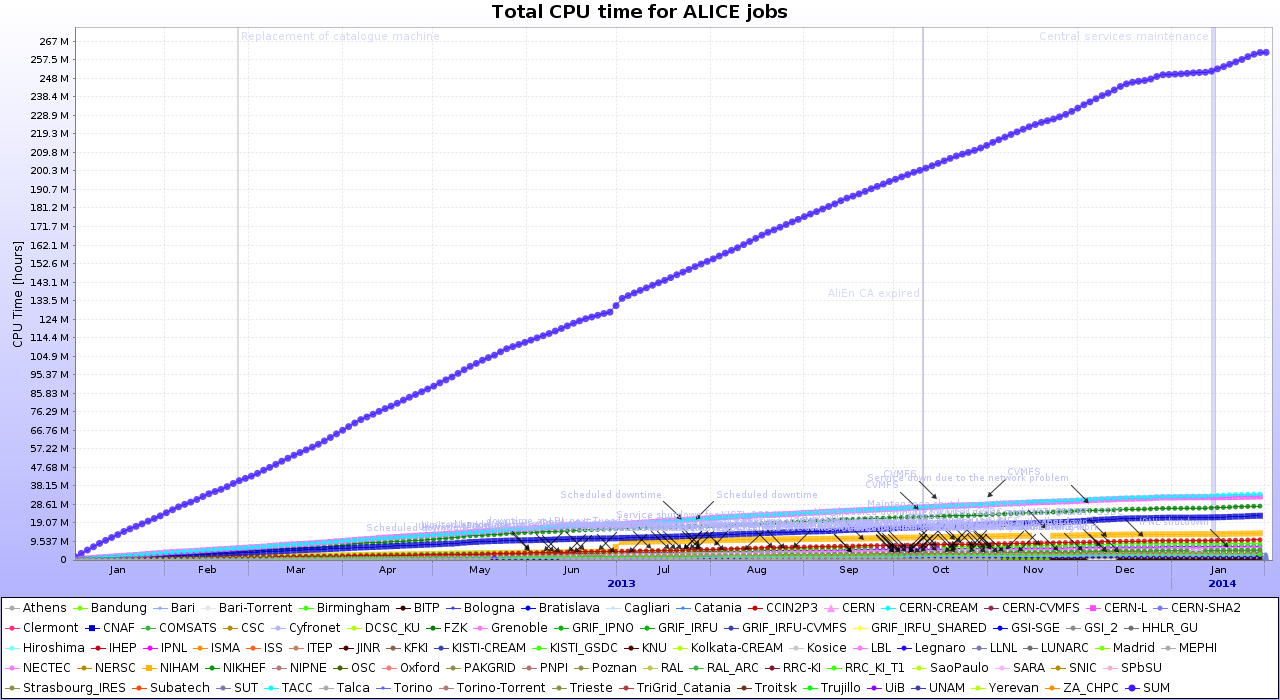 Total CPU time for ALICE jobs
Replacement of catalogue machine
Central services maintenance
267 M
257.5 M
248 M
238.4 M
228.9 M
219.3 M
209.8 M
200.3 M
190.7 M
181.2 M
171.7 M
162.1 M
152.6 M
143.1 M
133.5 M
124 M
114.4 M
104.9 M
95.37 M
85.83 M
76.29 M
66.76 M
57.22 M
47.68 M
38.15 M
28.61 M
19.07 M
9.537 M
0
CPU Time [hours]
AliEn CA expired
CVMFS
CVMFS
Service down due to the network problem
CVMFS
Scheduled downtime
Scheduled downtime
Jan Feb Mar Apr May Jun Jul Aug Sep Oct Nov Dec Jan
2013 2014
Athens Bandung Bari Bari-Torrent Birmingham BITP Bologna Bratislava Cagliari Catania CCIN2P3 CERN CERN-CREAM CERN-CVMFS CERN-L CERN-SHA2
Clermont CNAF COMSATS CSC Cyfronet DCSC_KU FZK Grenoble GRIF_IPNO GRIF_IRFU GRIF_IRFU-CVMFS GRIF_IRFU_SHARED GSI-SGE GSI_2 HHLR_GU
Hiroshima IHEP IPNL ISMA ISS ITEP JINR KFKI KISTI-CREAM KISTI_GSDC KNU Kolkata-CREAM Kosice LBL Legnaro LLNL LUNARC Madrid MEPHI
NECTEC NERSC NIHAM NIKHEF NIPNE OSC Oxford PAKGRID PNPI Poznan RAL RAL_ARC RRC-KI RRC_KI_T1 SaoPaulo SARA SNIC SPbSU
Strasbourg_IRES Subatech SUT TACC Talca Torino Torino-Torrent Trieste TriGrid_Catania Troitsk Trujillo UiB UNAM Yerevan ZA_CHPC SUM